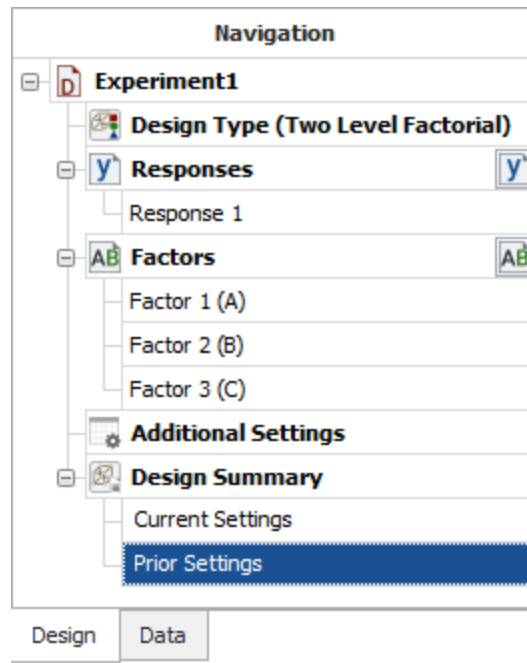 Navigation
Experiment1
Design Type (Two Level Factorial)
Responses
Response 1
Factors
Factor 1 (A)
Factor 2 (B)
Factor 3 (C)
Additional Settings
Design Summary
Current Settings
Prior Settings
Design Data